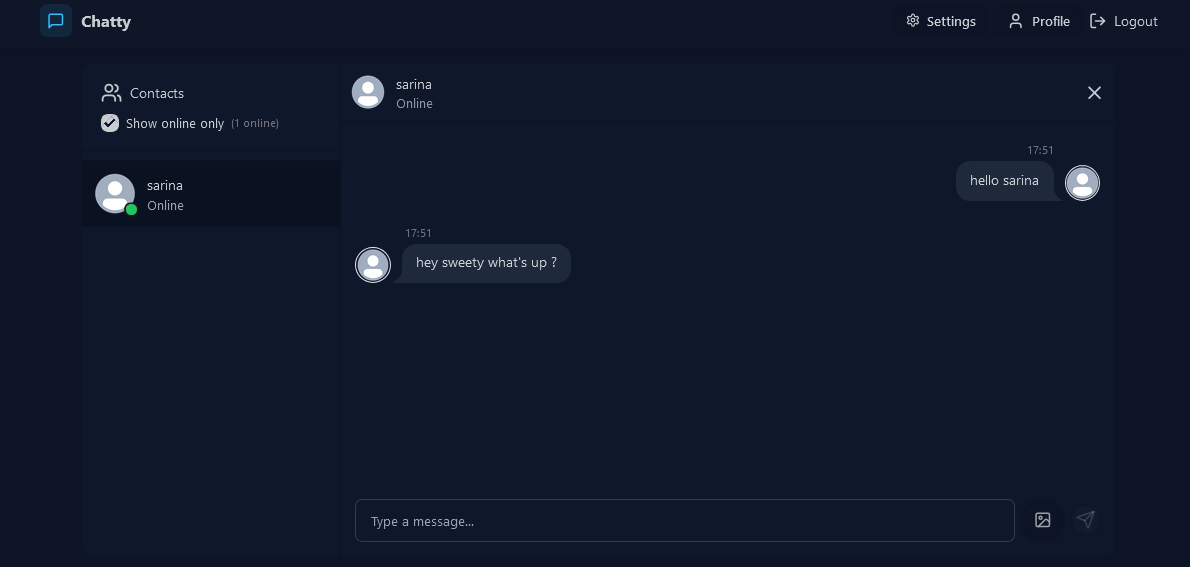 Chatty
Settings
Profile
Logout
Contacts
Show online only (1 online)
sarina
Online
sarina
Online
17:51
hello sarina
17:51
hey sweety what's up ?
Type a message...